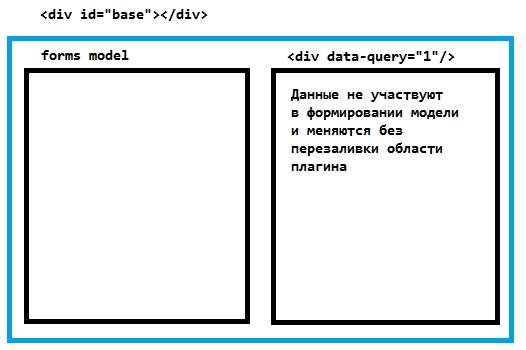 <div id="base"></div>
forms model
<div data-query="1"/>
Данные не участвуют
в формировании модели
и меняются без
перезаливки области
плагина